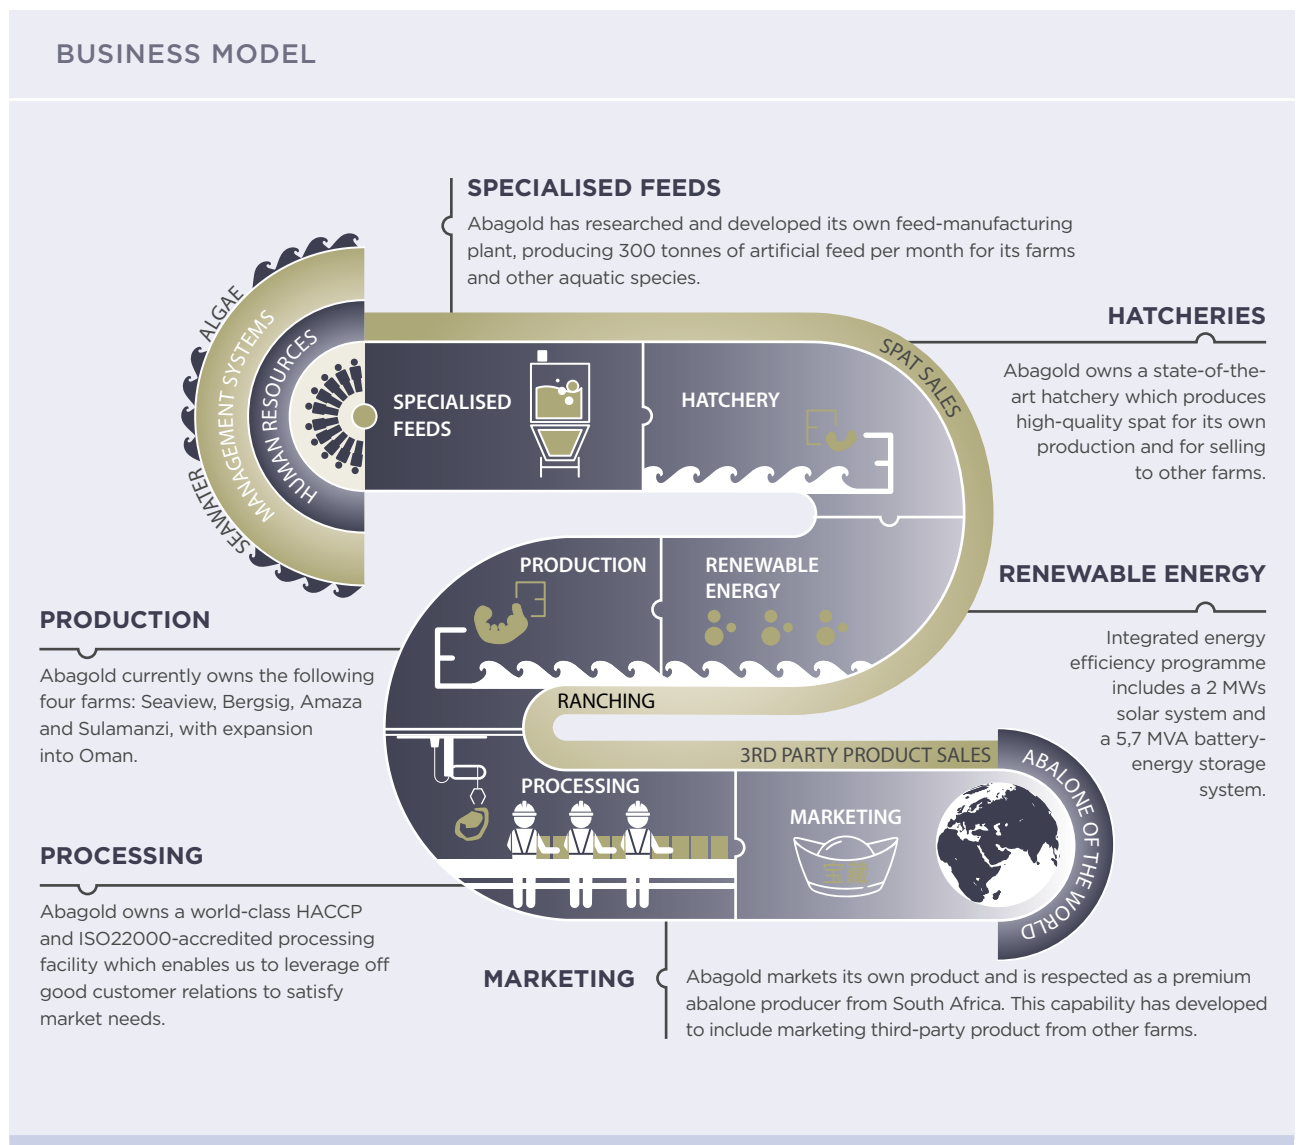 BUSINESS MODEL
SPECIALISED FEEDS
Abagold has researched and developed its own feed-manufacturing
plant, producing 300 tonnes of artificial feed per month for its farms
and other aquatic species.
ALGAE
SEAWATER
MANAGEMENT SYSTEMS
HUMAN RESOURCES
SPECIALISED
FEEDS
HATCHERY
SPAT SALES
HATCHERIES
Abagold owns a state-of-the-
art hatchery which produces
high-quality spat for its own
production and for selling
to other farms.
PRODUCTION
RENEWABLE
ENERGY
RENEWABLE ENERGY
Integrated energy
efficiency programme
includes a 2 MWs
solar system and
a 5,7 MVA battery-
energy storage
system.
PRODUCTION
Abagold currently owns the following
four farms: Seaview, Bergsig, Amaza
and Sulamanzi, with expansion
into Oman.
RANCHING
3RD PARTY PRODUCT SALES
ABALONE OF THE WORLD
PROCESSING
MARKETING
PROCESSING
Abagold owns a world-class HACCP
and ISO22000-accredited processing
facility which enables us to leverage off
good customer relations to satisfy
market needs.
MARKETING
Abagold markets its own product and is respected as a premium
abalone producer from South Africa. This capability has developed
to include marketing third-party product from other farms.